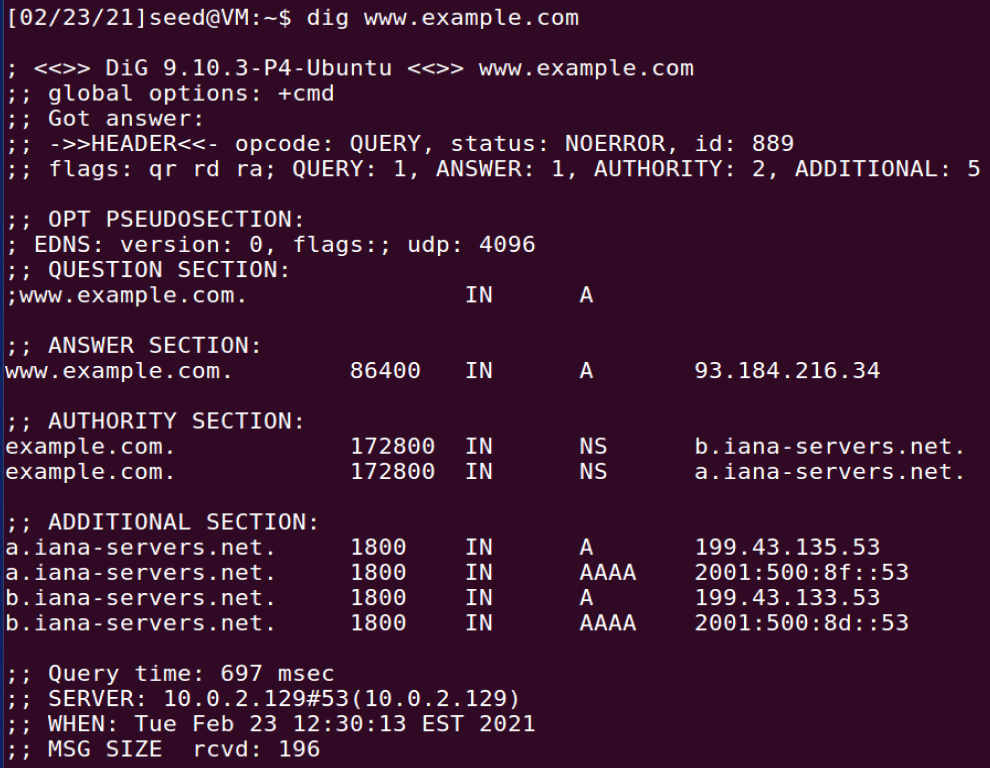 [02/23/21]seed@VM:~$ dig www.example.com
; <<>> DiG 9.10.3-P4-Ubuntu <<>> www.example.com
;; global options: +cmd
;; Got answer:
;; ->>HEADER<<- opcode: QUERY, status: NOERROR, id: 889
;; flags: qr rd ra; QUERY: 1, ANSWER: 1, AUTHORITY: 2, ADDITIONAL: 5
;; OPT PSEUDOSECTION:
; EDNS: version: 0, flags:; udp: 4096
;; QUESTION SECTION:
;www.example.com. IN A
;; ANSWER SECTION:
www.example.com. 86400 IN A 93.184.216.34
;; AUTHORITY SECTION:
example.com. 172800 IN NS b.iana-servers.net.
example.com. 172800 IN NS a.iana-servers.net.
;; ADDITIONAL SECTION:
a.iana-servers.net. 1800 IN A 199.43.135.53
a.iana-servers.net. 1800 IN AAAA 2001:500:8f::53
b.iana-servers.net. 1800 IN A 199.43.133.53
b.iana-servers.net. 1800 IN AAAA 2001:500:8d::53
;; Query time: 697 msec
;; SERVER: 10.0.2.129#53(10.0.2.129)
;; WHEN: Tue Feb 23 12:30:13 EST 2021
;; MSG SIZE rcvd: 196